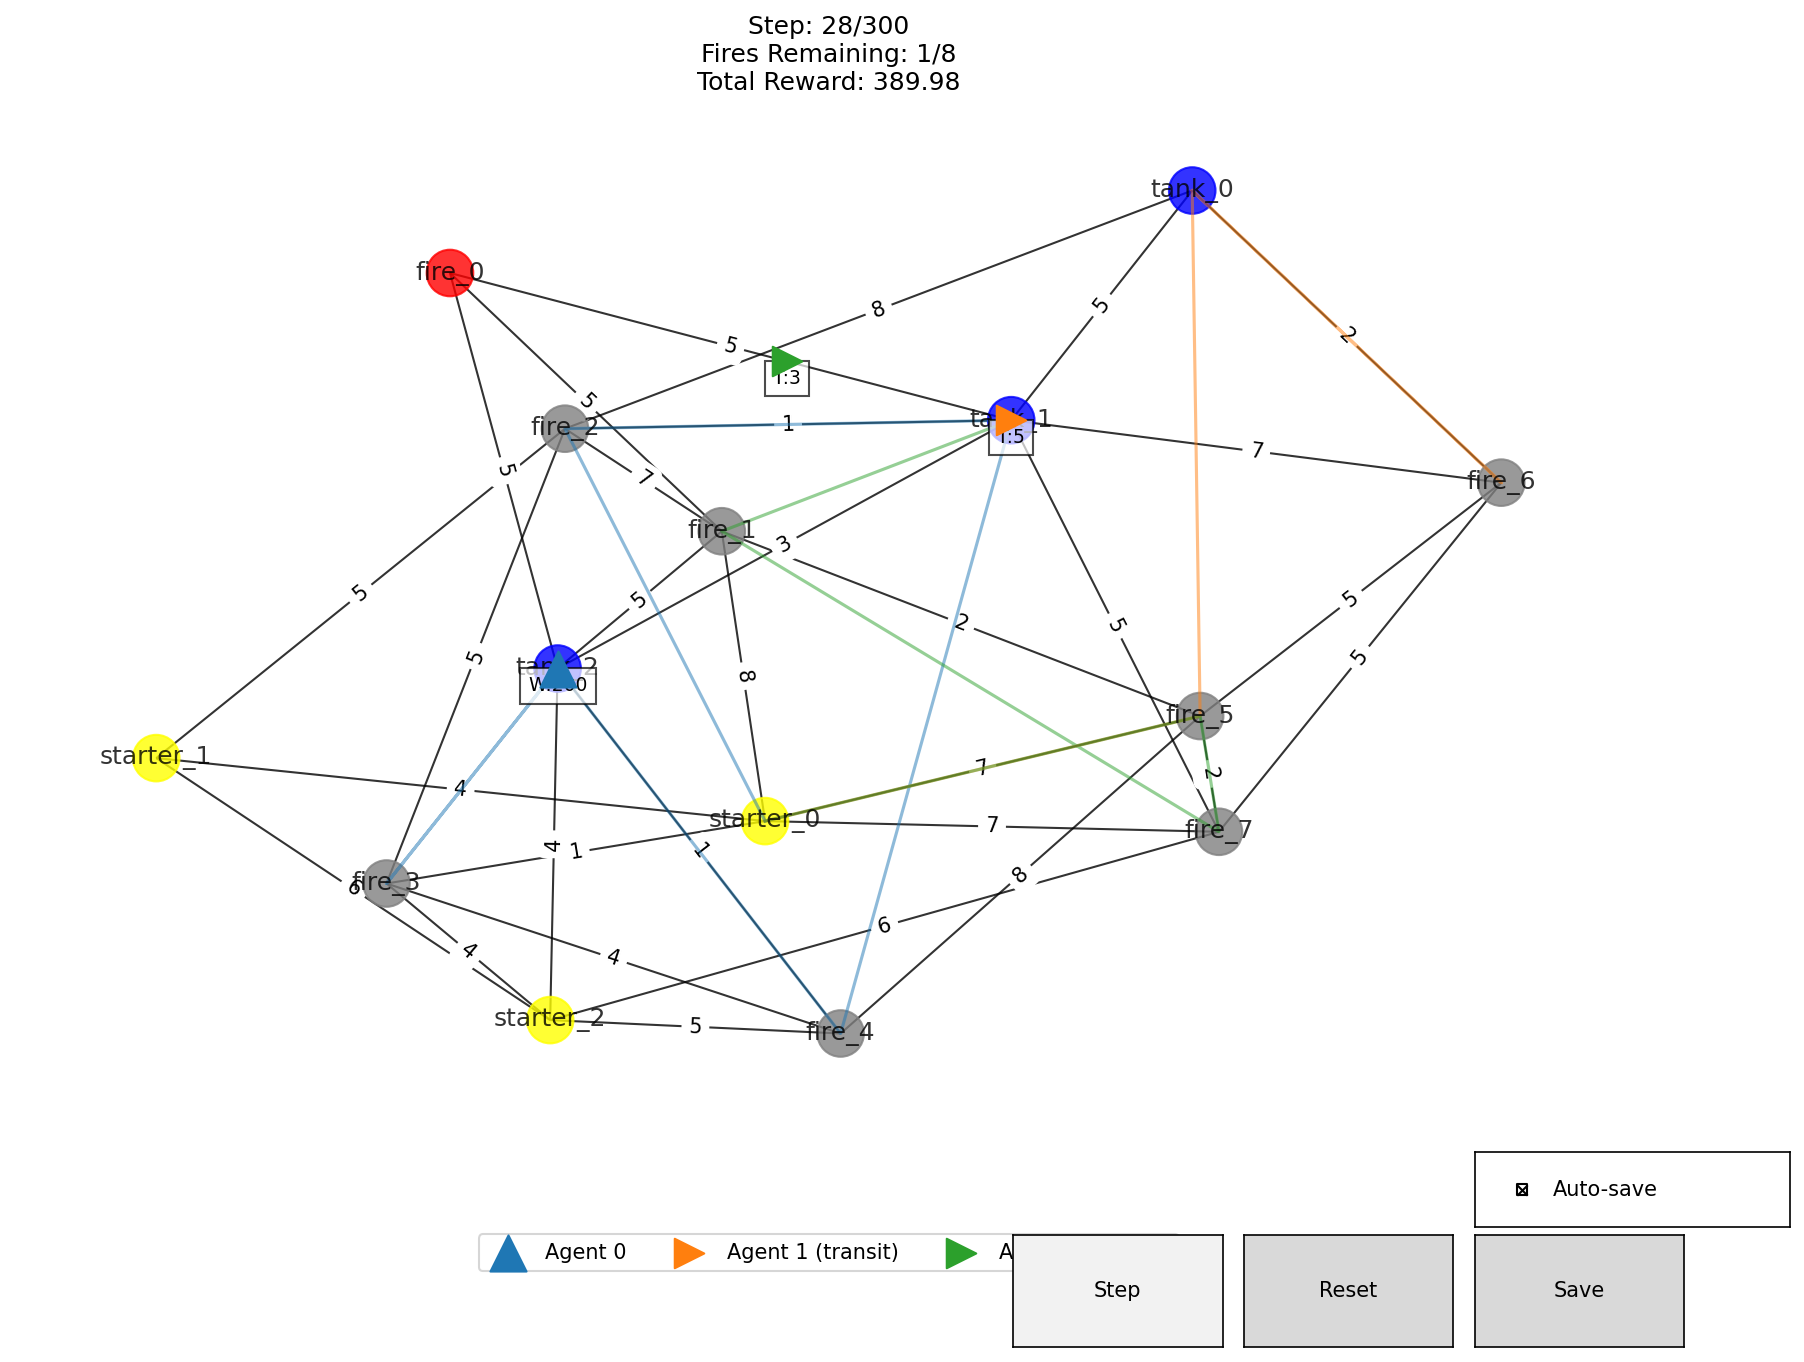 Step: 28/300
Fires Remaining: 1/8
Total Reward: 389.98
tank_0
fire_0
8
5
2
5
T:3
5
fire_2
1
tank_1
T:5
7
5
7
fire_6
fire_1
3
5
5
2
5
5
5
8
5
W:200
fire_5
starter_1
4
7
2
starter_0
7
fire_7
4
1
1
6
fire_3
8
4
4
6
starter_2
5
fire_4
Auto-save
Agent 0
Agent 1 (transit)
A
Step
Reset
Save